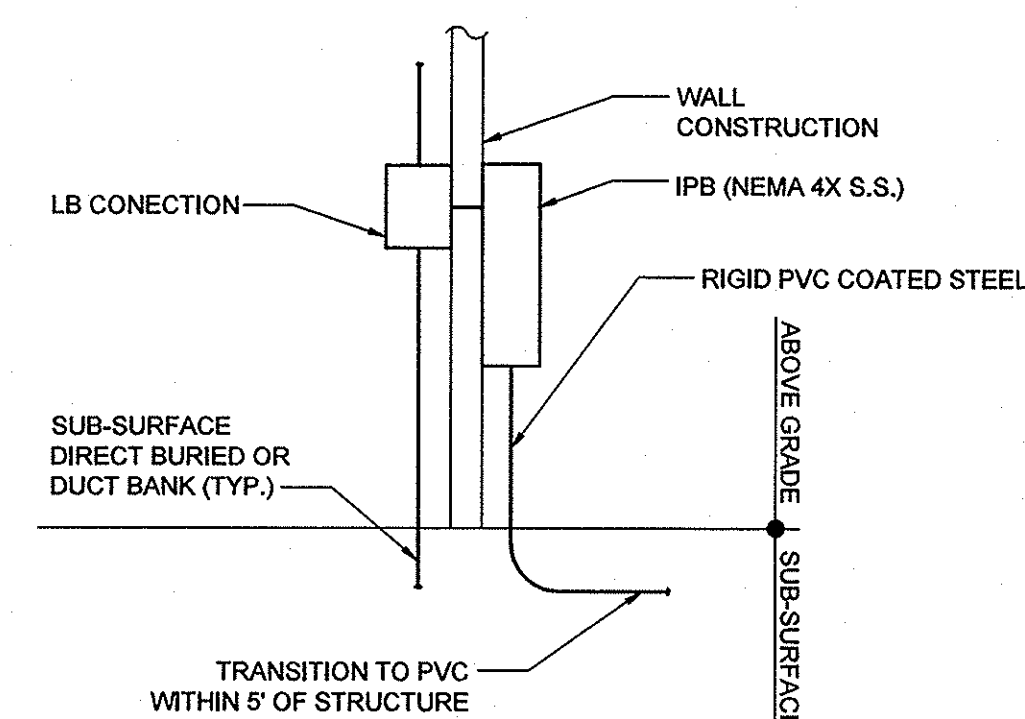 WALL
CONSTRUCTION
IPB (NEMA 4X S.S.)
LB CONECTION
RIGID PVC COATED STEEL
ABOVE GRADE
SUB-SURFACE
DIRECT BURIED OR
DUCT BANK (TYP.)
SUB-SURFAC
TRANSITION TO PVC
WITHIN 5' OF STRUCTURE